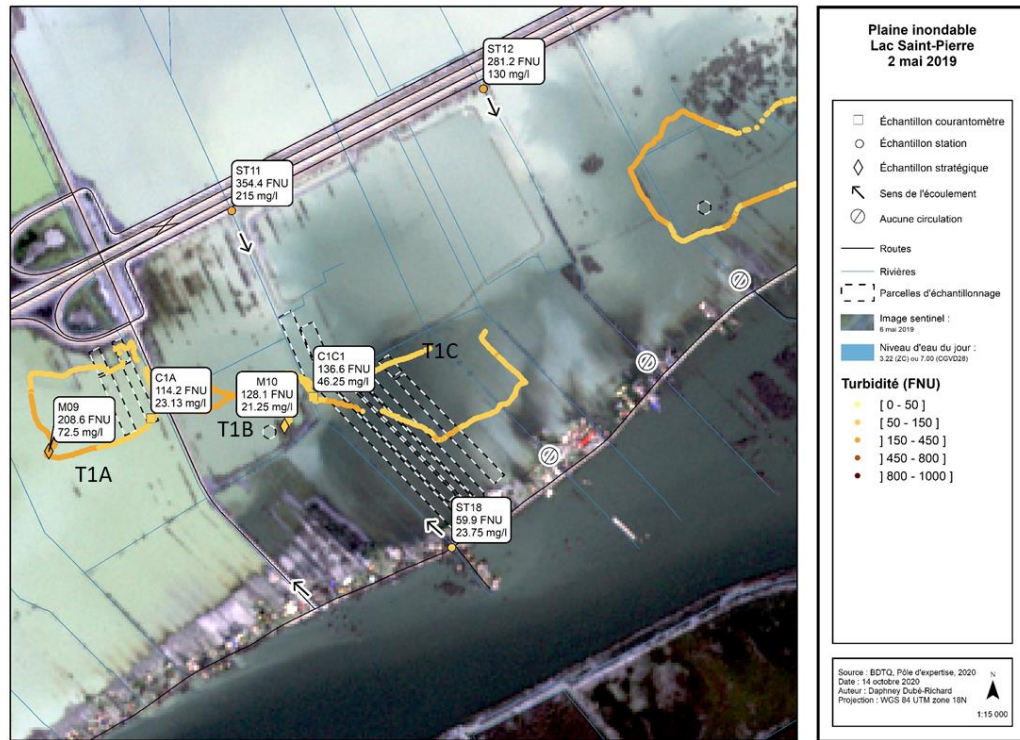 ST12
281.2 FNU
130 mg/l
ST11
354.4 FNU
215 mg/l
C1C1
136.6 FNU
46.25 mg/l
T1C
C1A
114.2 FNU
23.13 mg/l
M10
128.1 FNU
21.25 mg/l
M09
208.6 FNU
72.5 mg/l
T1B
T1A
ST18
59.9 FNU
23.75 mg/l
Plaine inondable
Lac Saint-Pierre
2 mai 2019
Échantillon courantomètre
Échantillon station
Échantillon stratégique
Sens de l'écoulement
Aucune circulation
Routes
Rivières
Parcelles d'échantillonnage
Image sentinel :
6 mai 2019
Niveau d'eau du jour :
3.22 (ZC) ou 7.00 (CGVD28)
Turbidité (FNU)
[ 0 - 50 ]
[ 50 - 150 ]
] 150 - 450 ]
] 450 - 800 ]
] 800 - 1000 ]
Source : BDTQ, Pôle d'expertise, 2020
Date : 14 octobre 2020
Auteur : Daphney Dubé-Richard
Projection : WGS 84 UTM zone 18N
N
1:15 000